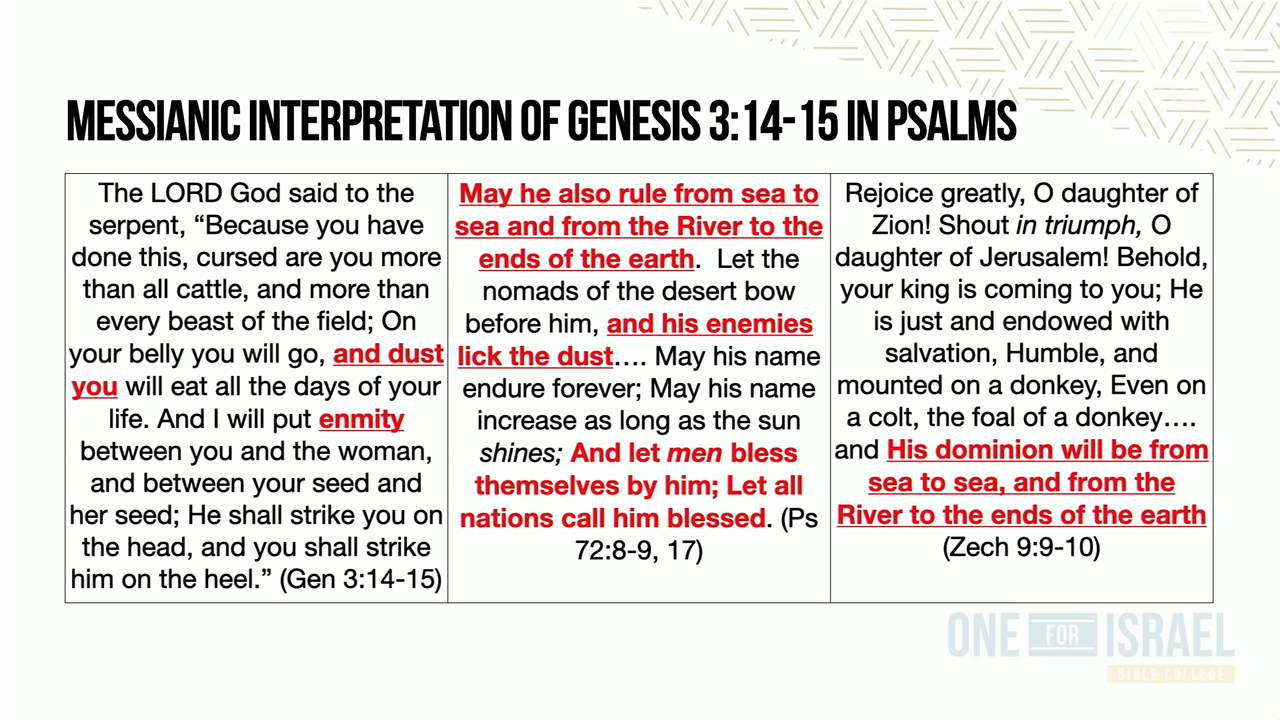 MESSIANIC INTERPRETATION OF GENESIS 3:14-15 IN PSALMS
The LORD God said to the
serpent, “Because you have
done this, cursed are you more
than all cattle, and more than
every beast of the field; On
your belly you will go, and dust
you will eat all the days of your
life. And I will put enmity
between you and the woman,
and between your seed and
her seed; He shall strike you on
the head, and you shall strike
him on the heel.” (Gen 3:14-15)
May he also rule from sea to
sea and from the River to the
ends of the earth. Let the
nomads of the desert bow
before him, and his enemies
lick the dust…. May his name
endure forever; May his name
increase as long as the sun
shines; And let men bless
themselves by him; Let all
nations call him blessed. (Ps
72:8-9, 17)
Rejoice greatly, O daughter of
Zion! Shout in triumph, O
daughter of Jerusalem! Behold,
your king is coming to you; He
is just and endowed with
salvation, Humble, and
mounted on a donkey, Even on
a colt, the foal of a donkey….
and His dominion will be from
sea to sea, and from the
River to the ends of the earth
(Zech 9:9-10)
ONE FOR ISRAEL
BIBLE COLLEGE